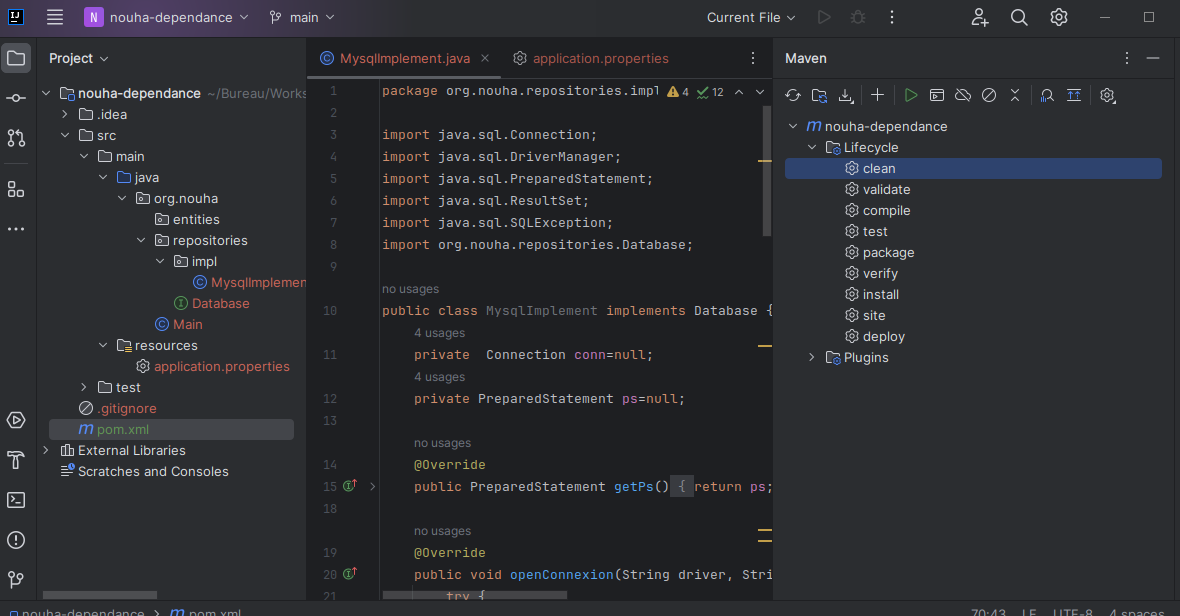 N nouha-dependance main Current File
Project
nouha-dependance ~/Bureau/Works
.idea
src
main
java
org.nouha
entities
repositories
impl
MysqlImplemen
Database
Main
resources
application.properties
test
.gitignore
pom.xml
External Libraries
Scratches and Consoles
MysqlImplement.java application.properties
4 12
1 package org.nouha.repositories.impl
2
3 import java.sql.Connection;
4 import java.sql.DriverManager;
5 import java.sql.PreparedStatement;
6 import java.sql.ResultSet;
7 import java.sql.SQLException;
8 import org.nouha.repositories.Database;
9
no usages
10 public class MysqlImplement implements Database {
4 usages
11 private Connection conn=null;
4 usages
12 private PreparedStatement ps=null;
13
no usages
14 @Override
15 public PreparedStatement getPs() { return ps;
18
no usages
19 @Override
20 public void openConnexion(String driver, Stri
21 try {
Maven
nouha-dependance
Lifecycle
clean
validate
compile
test
package
verify
install
site
deploy
Plugins
nouha-dependance > pom.xml 70:43 LF UTF-8 4 spaces